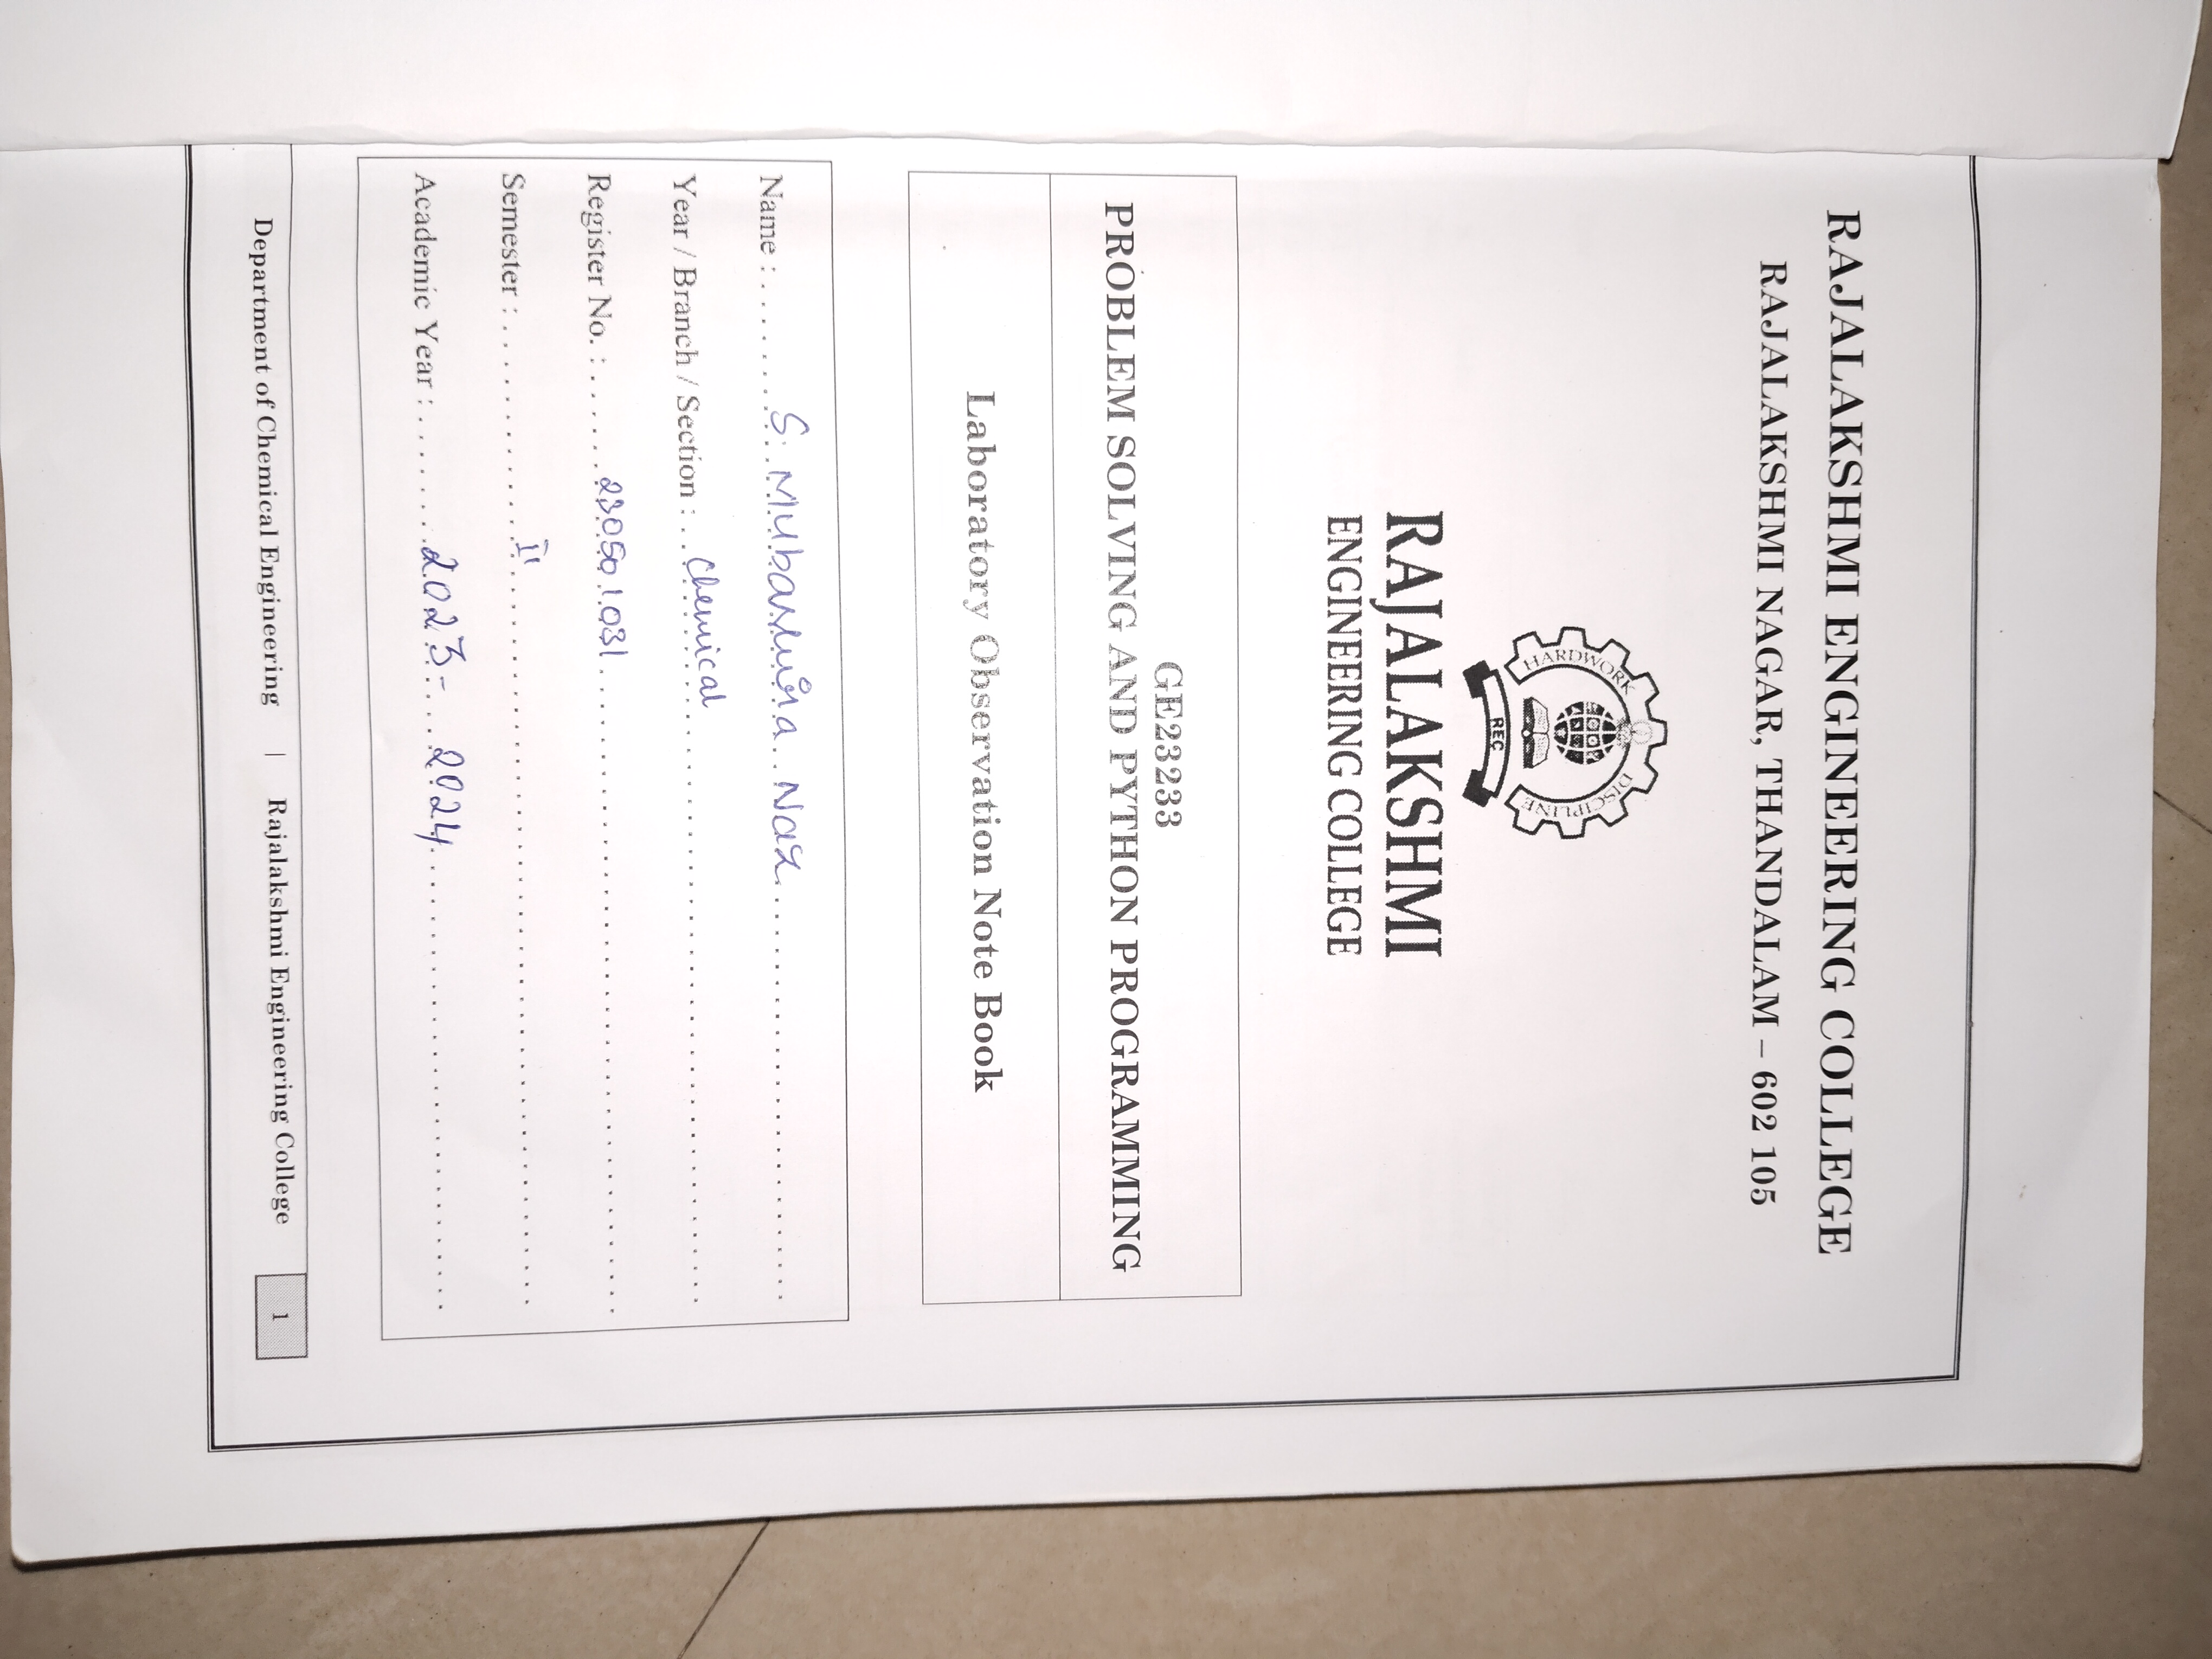 RAJALAKSHMI ENGINEERING COLLEGE
RAJALAKSHMI NAGAR, THANDALAM – 602 105
HARDWORK
DISCIPLINE
REC
RAJALAKSHMI
ENGINEERING COLLEGE
GE23233
PROBLEM SOLVING AND PYTHON PROGRAMMING
Laboratory Observation Note Book
Name : S. Mubashira Naz
Year / Branch / Section : Chemical
Register No. : 230501031
Semester : II
Academic Year : 2023 - 2024
Department of Chemical Engineering | Rajalakshmi Engineering College 1